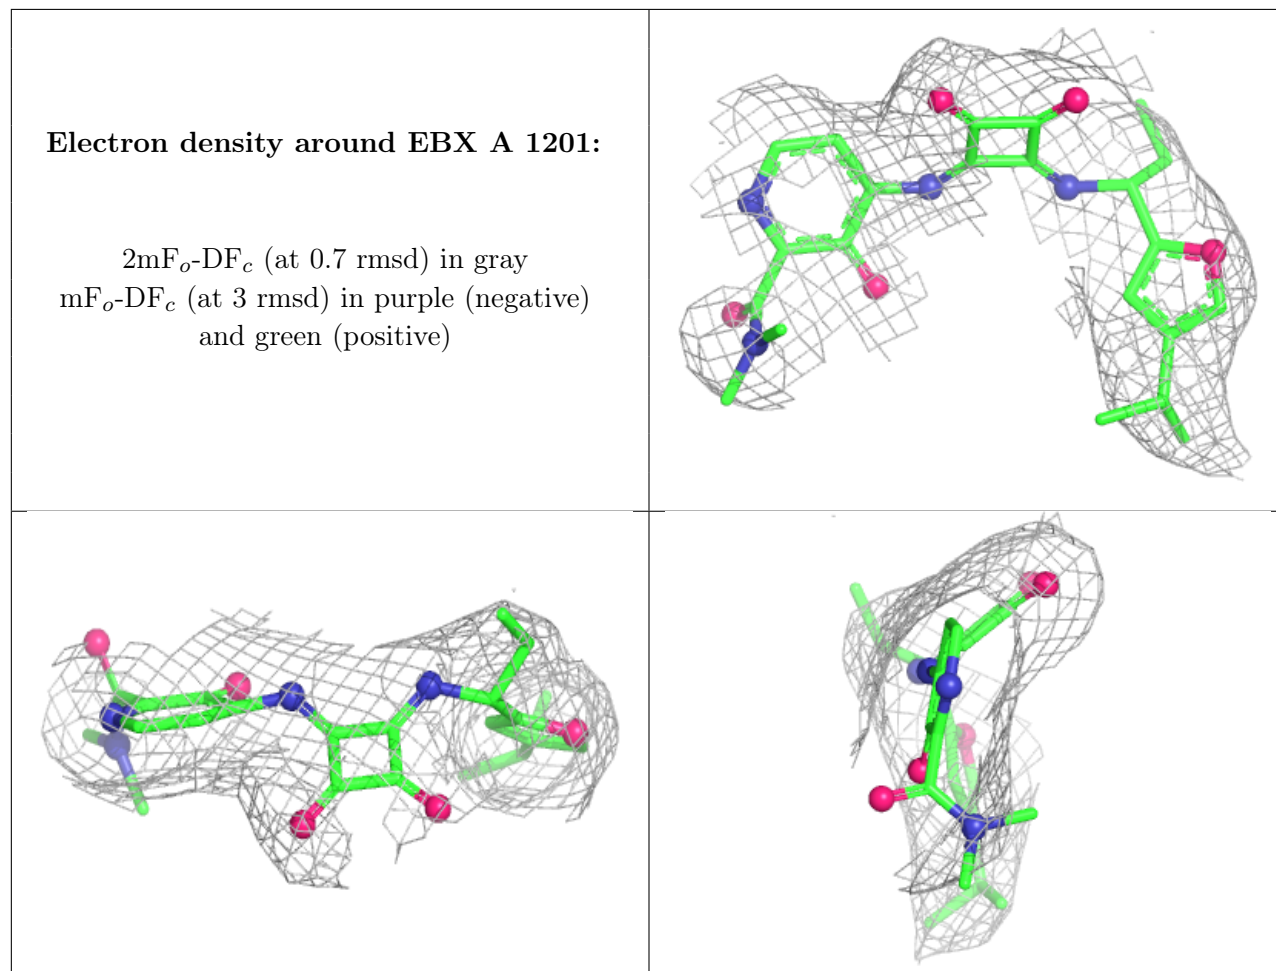 Electron density around EBX A 1201:
2mFo-DFc (at 0.7 rmsd) in gray
mFo-DFc (at 3 rmsd) in purple (negative)
and green (positive)